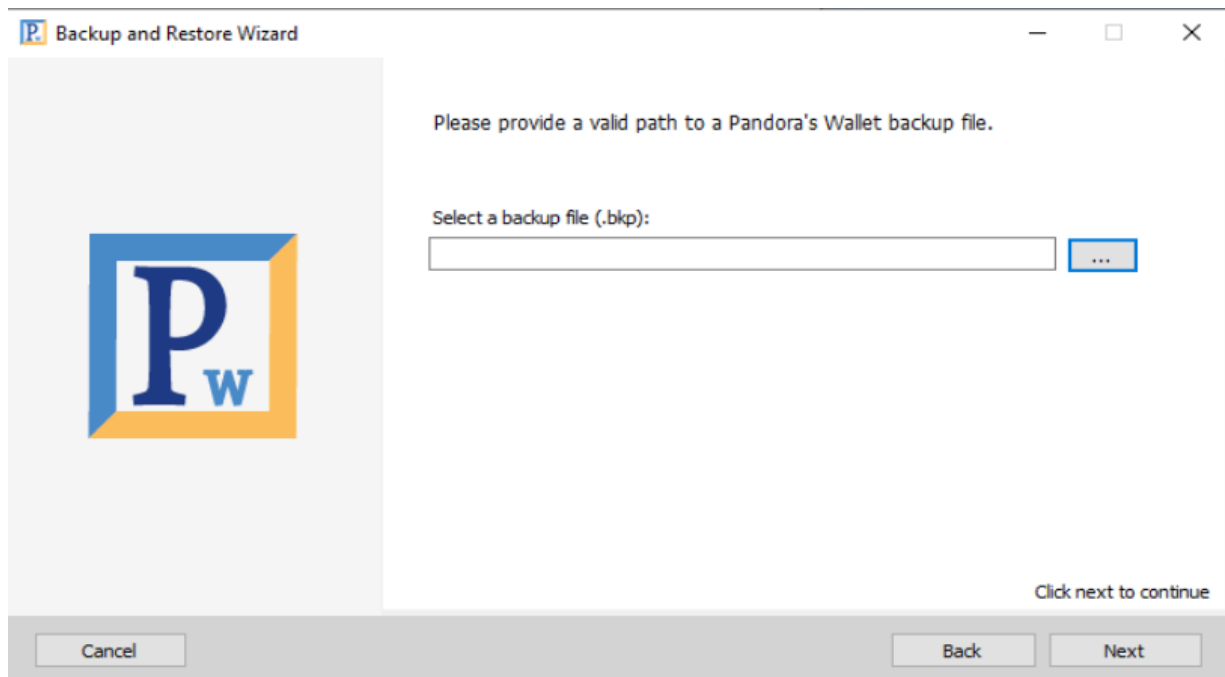 Backup and Restore Wizard
Please provide a valid path to a Pandora's Wallet backup file.
Select a backup file (.bkp):
...
PW
Click next to continue
Cancel
Back
Next